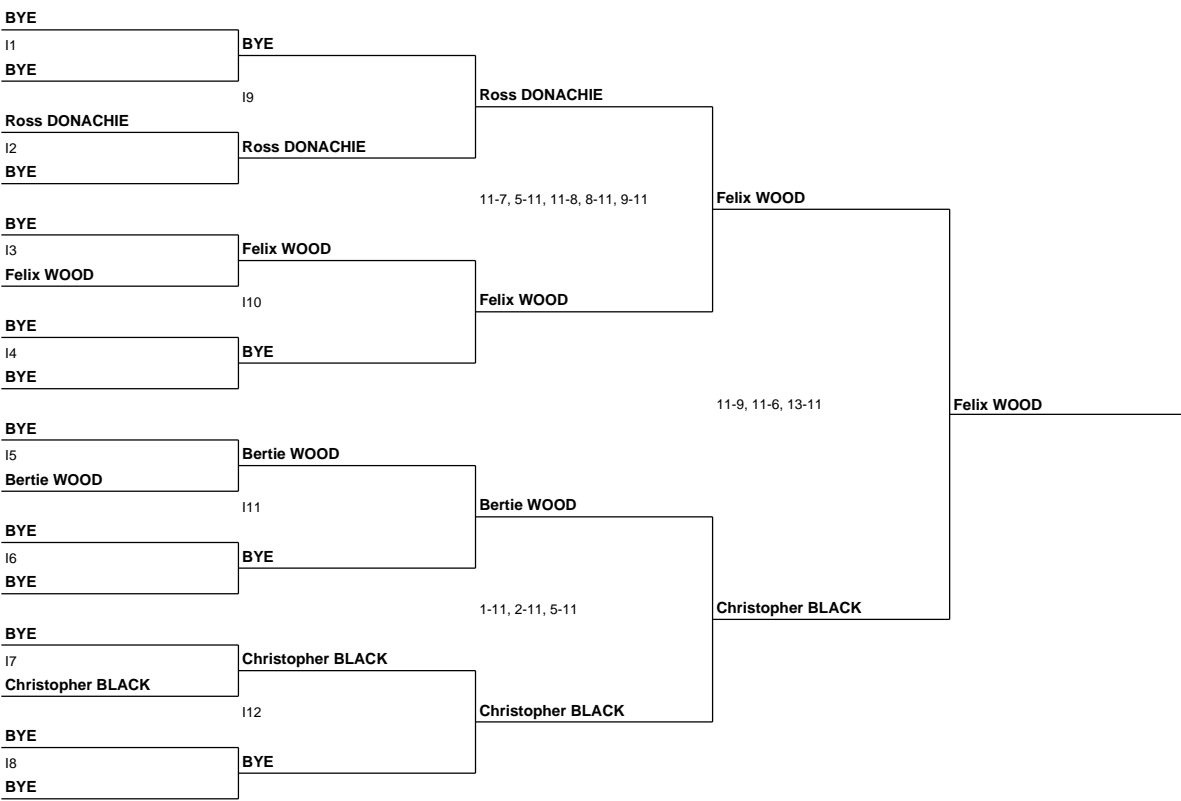 BYE
I1
BYE
BYE
I9
Ross DONACHIE
Ross DONACHIE
I2
Ross DONACHIE
BYE
11-7, 5-11, 11-8, 8-11, 9-11
Felix WOOD
BYE
I3
Felix WOOD
Felix WOOD
I10
Felix WOOD
BYE
I4
BYE
BYE
11-9, 11-6, 13-11
Felix WOOD
BYE
I5
Bertie WOOD
Bertie WOOD
I11
Bertie WOOD
BYE
I6
BYE
BYE
1-11, 2-11, 5-11
Christopher BLACK
BYE
I7
Christopher BLACK
Christopher BLACK
I12
Christopher BLACK
BYE
I8
BYE
BYE